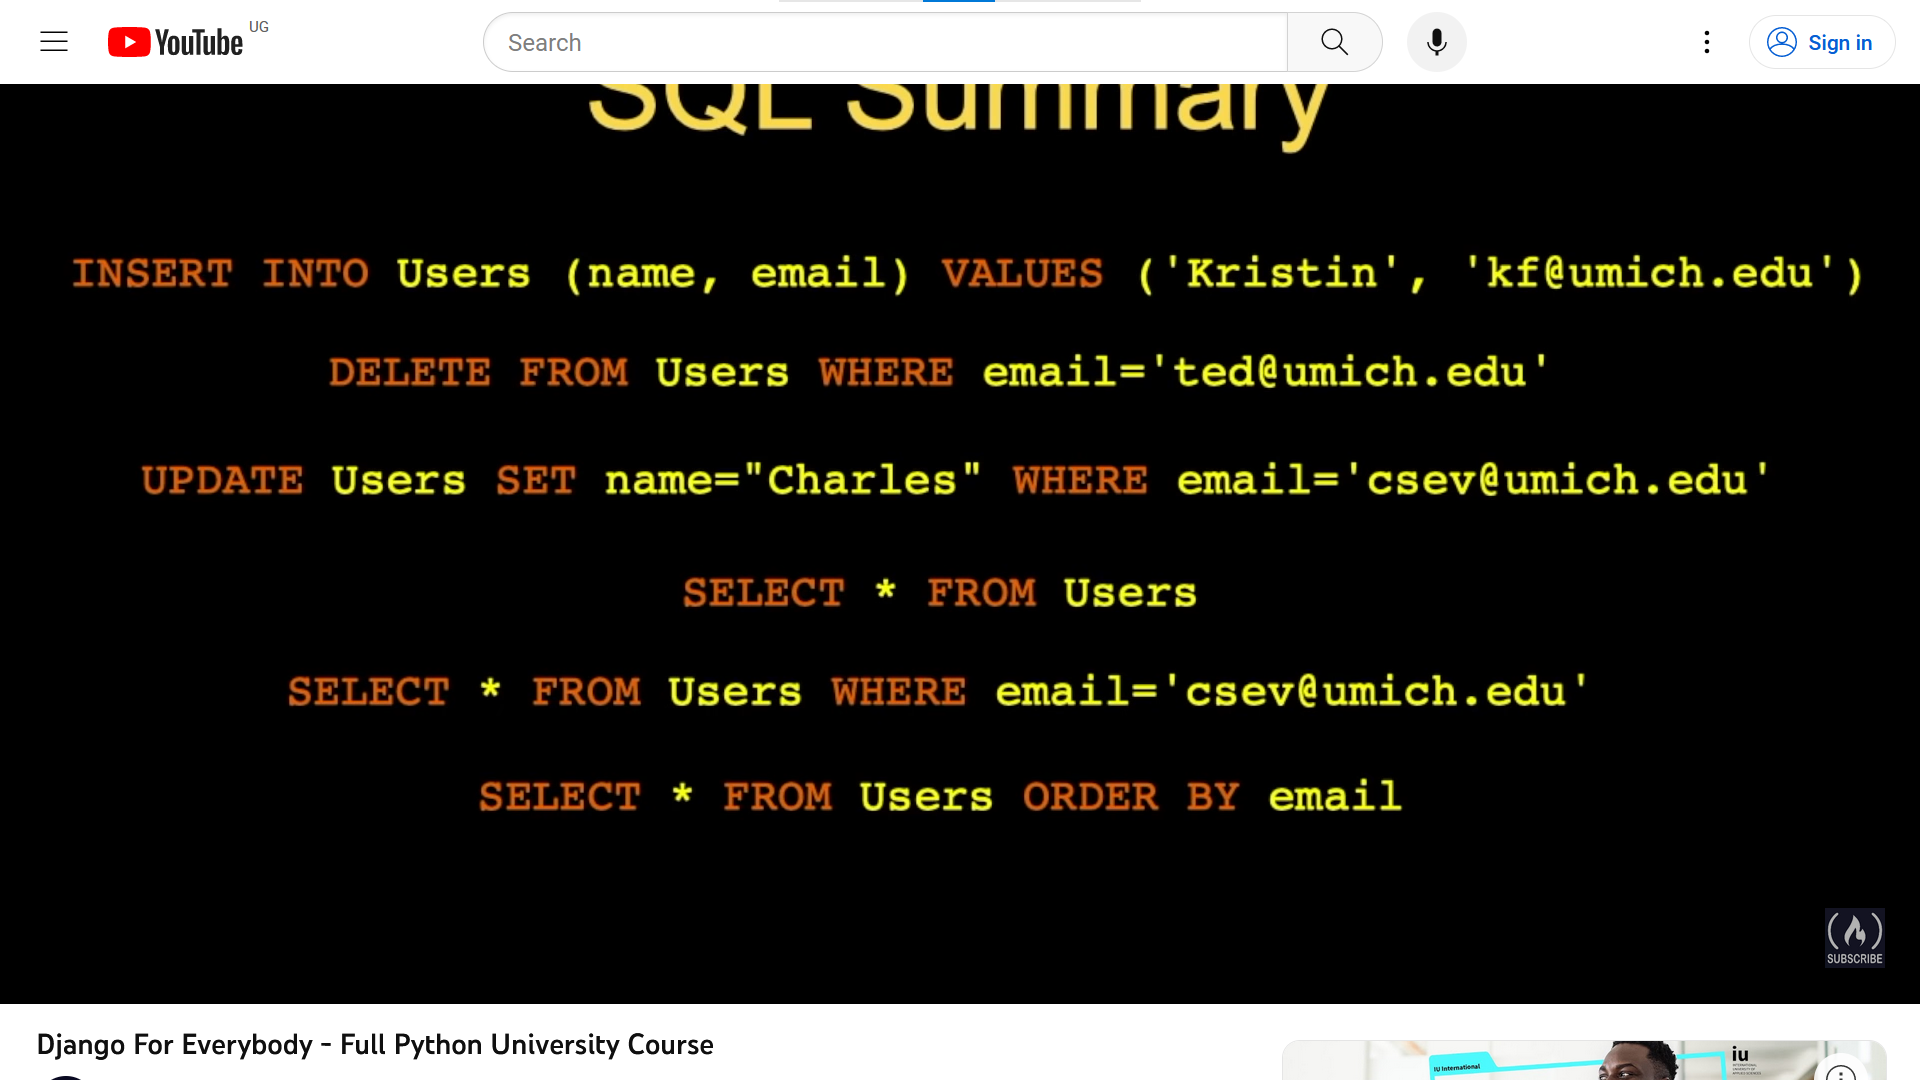 YouTube UG
Search
Sign in
SQL Summary
INSERT INTO Users (name, email) VALUES ('Kristin', 'kf@umich.edu')
DELETE FROM Users WHERE email='ted@umich.edu'
UPDATE Users SET name="Charles" WHERE email='csev@umich.edu'
SELECT * FROM Users
SELECT * FROM Users WHERE email='csev@umich.edu'
SELECT * FROM Users ORDER BY email
SUBSCRIBE
Django For Everybody - Full Python University Course
IU International
iu